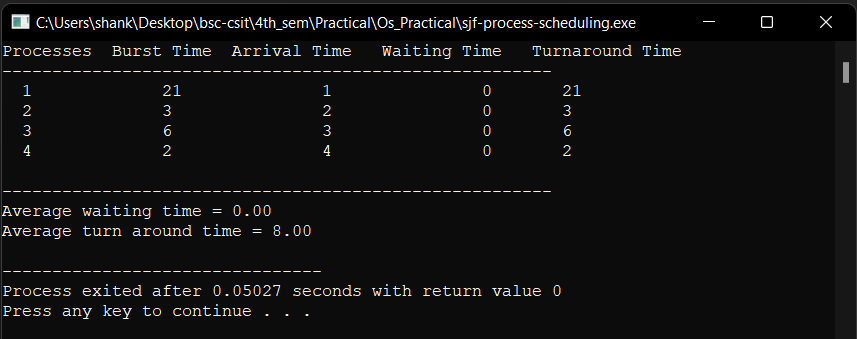 C:\Users\shank\Desktop\bsc-csit\4th_sem\Practical\Os_Practical\sjf-process-scheduling.exe
Processes  Burst Time  Arrival Time   Waiting Time   Turnaround Time
-------------------------------------------------------
  1             21              1               0       21
  2             3               2               0       3
  3             6               3               0       6
  4             2               4               0       2
-------------------------------------------------------
Average waiting time = 0.00
Average turn around time = 8.00
--------------------------------
Process exited after 0.05027 seconds with return value 0
Press any key to continue . . .